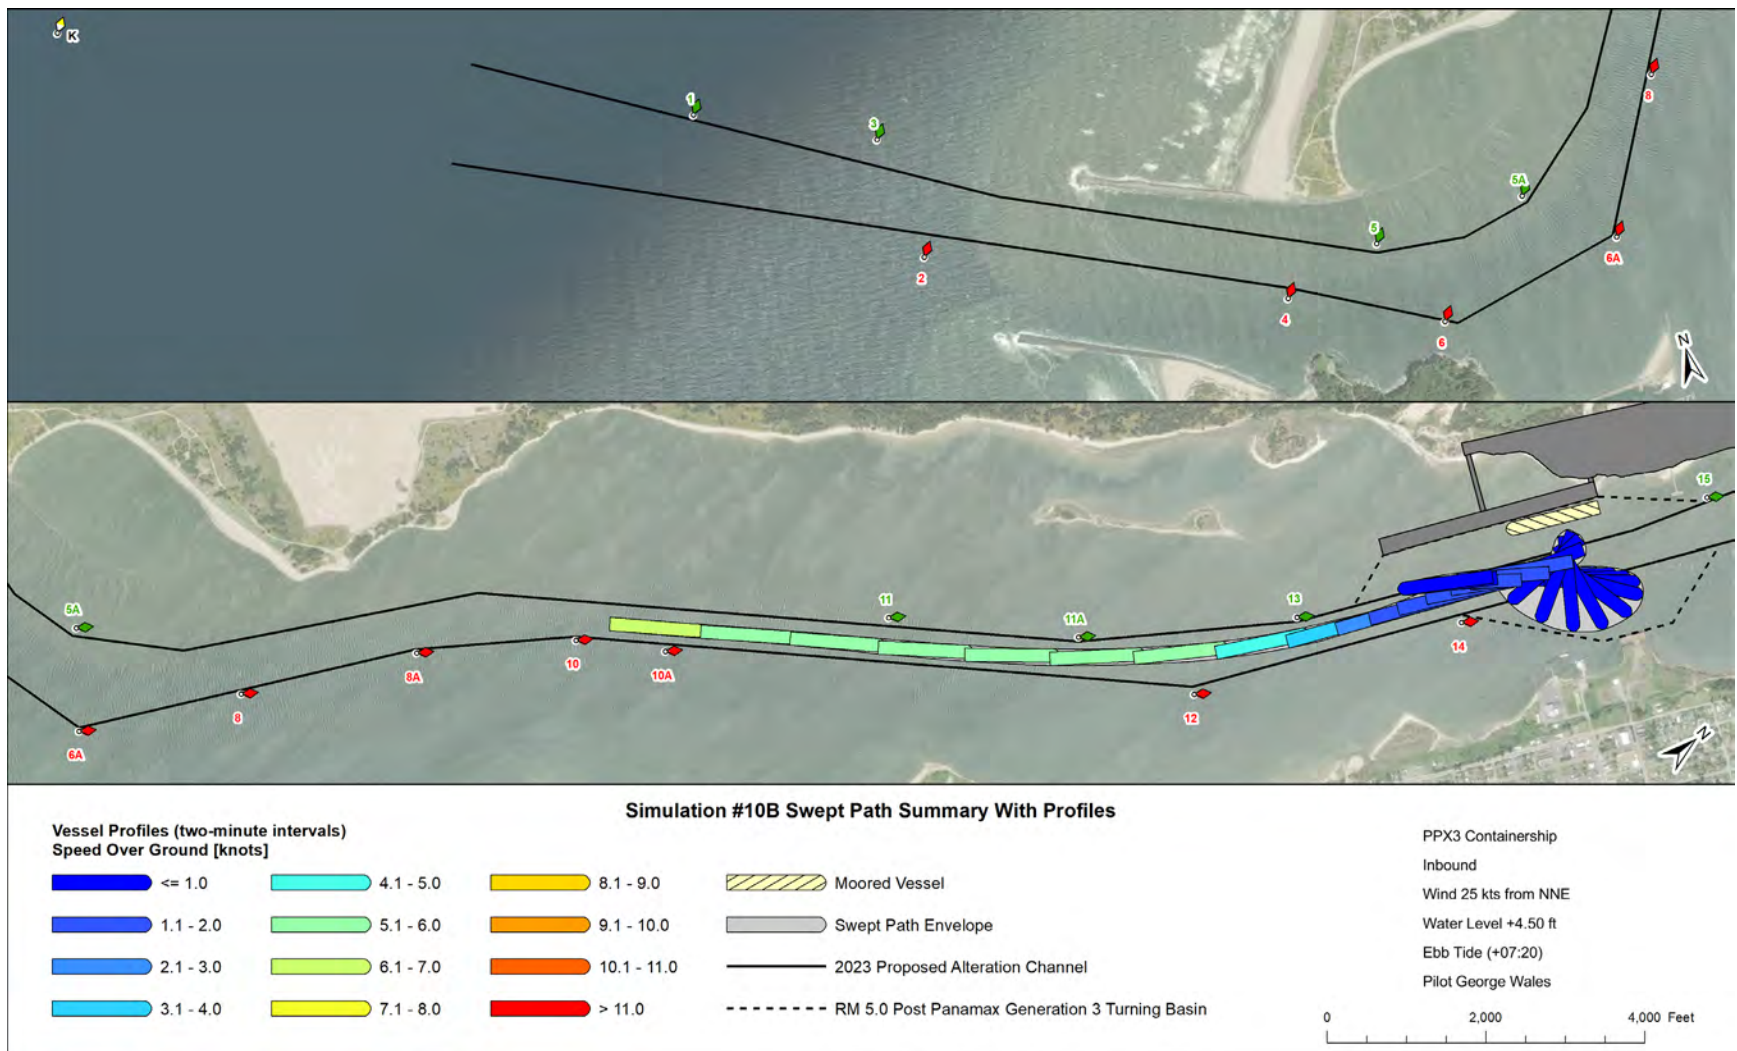 K
1
3
2
4
5
5A
6
6A
8
N
5A
6A
8
8A
10
10A
11
11A
12
13
14
15
N
Simulation #10B Swept Path Summary With Profiles
Vessel Profiles (two-minute intervals)
Speed Over Ground [knots]
<= 1.0
1.1 - 2.0
2.1 - 3.0
3.1 - 4.0
4.1 - 5.0
5.1 - 6.0
6.1 - 7.0
7.1 - 8.0
8.1 - 9.0
9.1 - 10.0
10.1 - 11.0
> 11.0
Moored Vessel
Swept Path Envelope
2023 Proposed Alteration Channel
RM 5.0 Post Panamax Generation 3 Turning Basin
PPX3 Containership
Inbound
Wind 25 kts from NNE
Water Level +4.50 ft
Ebb Tide (+07:20)
Pilot George Wales
0 2,000 4,000 Feet